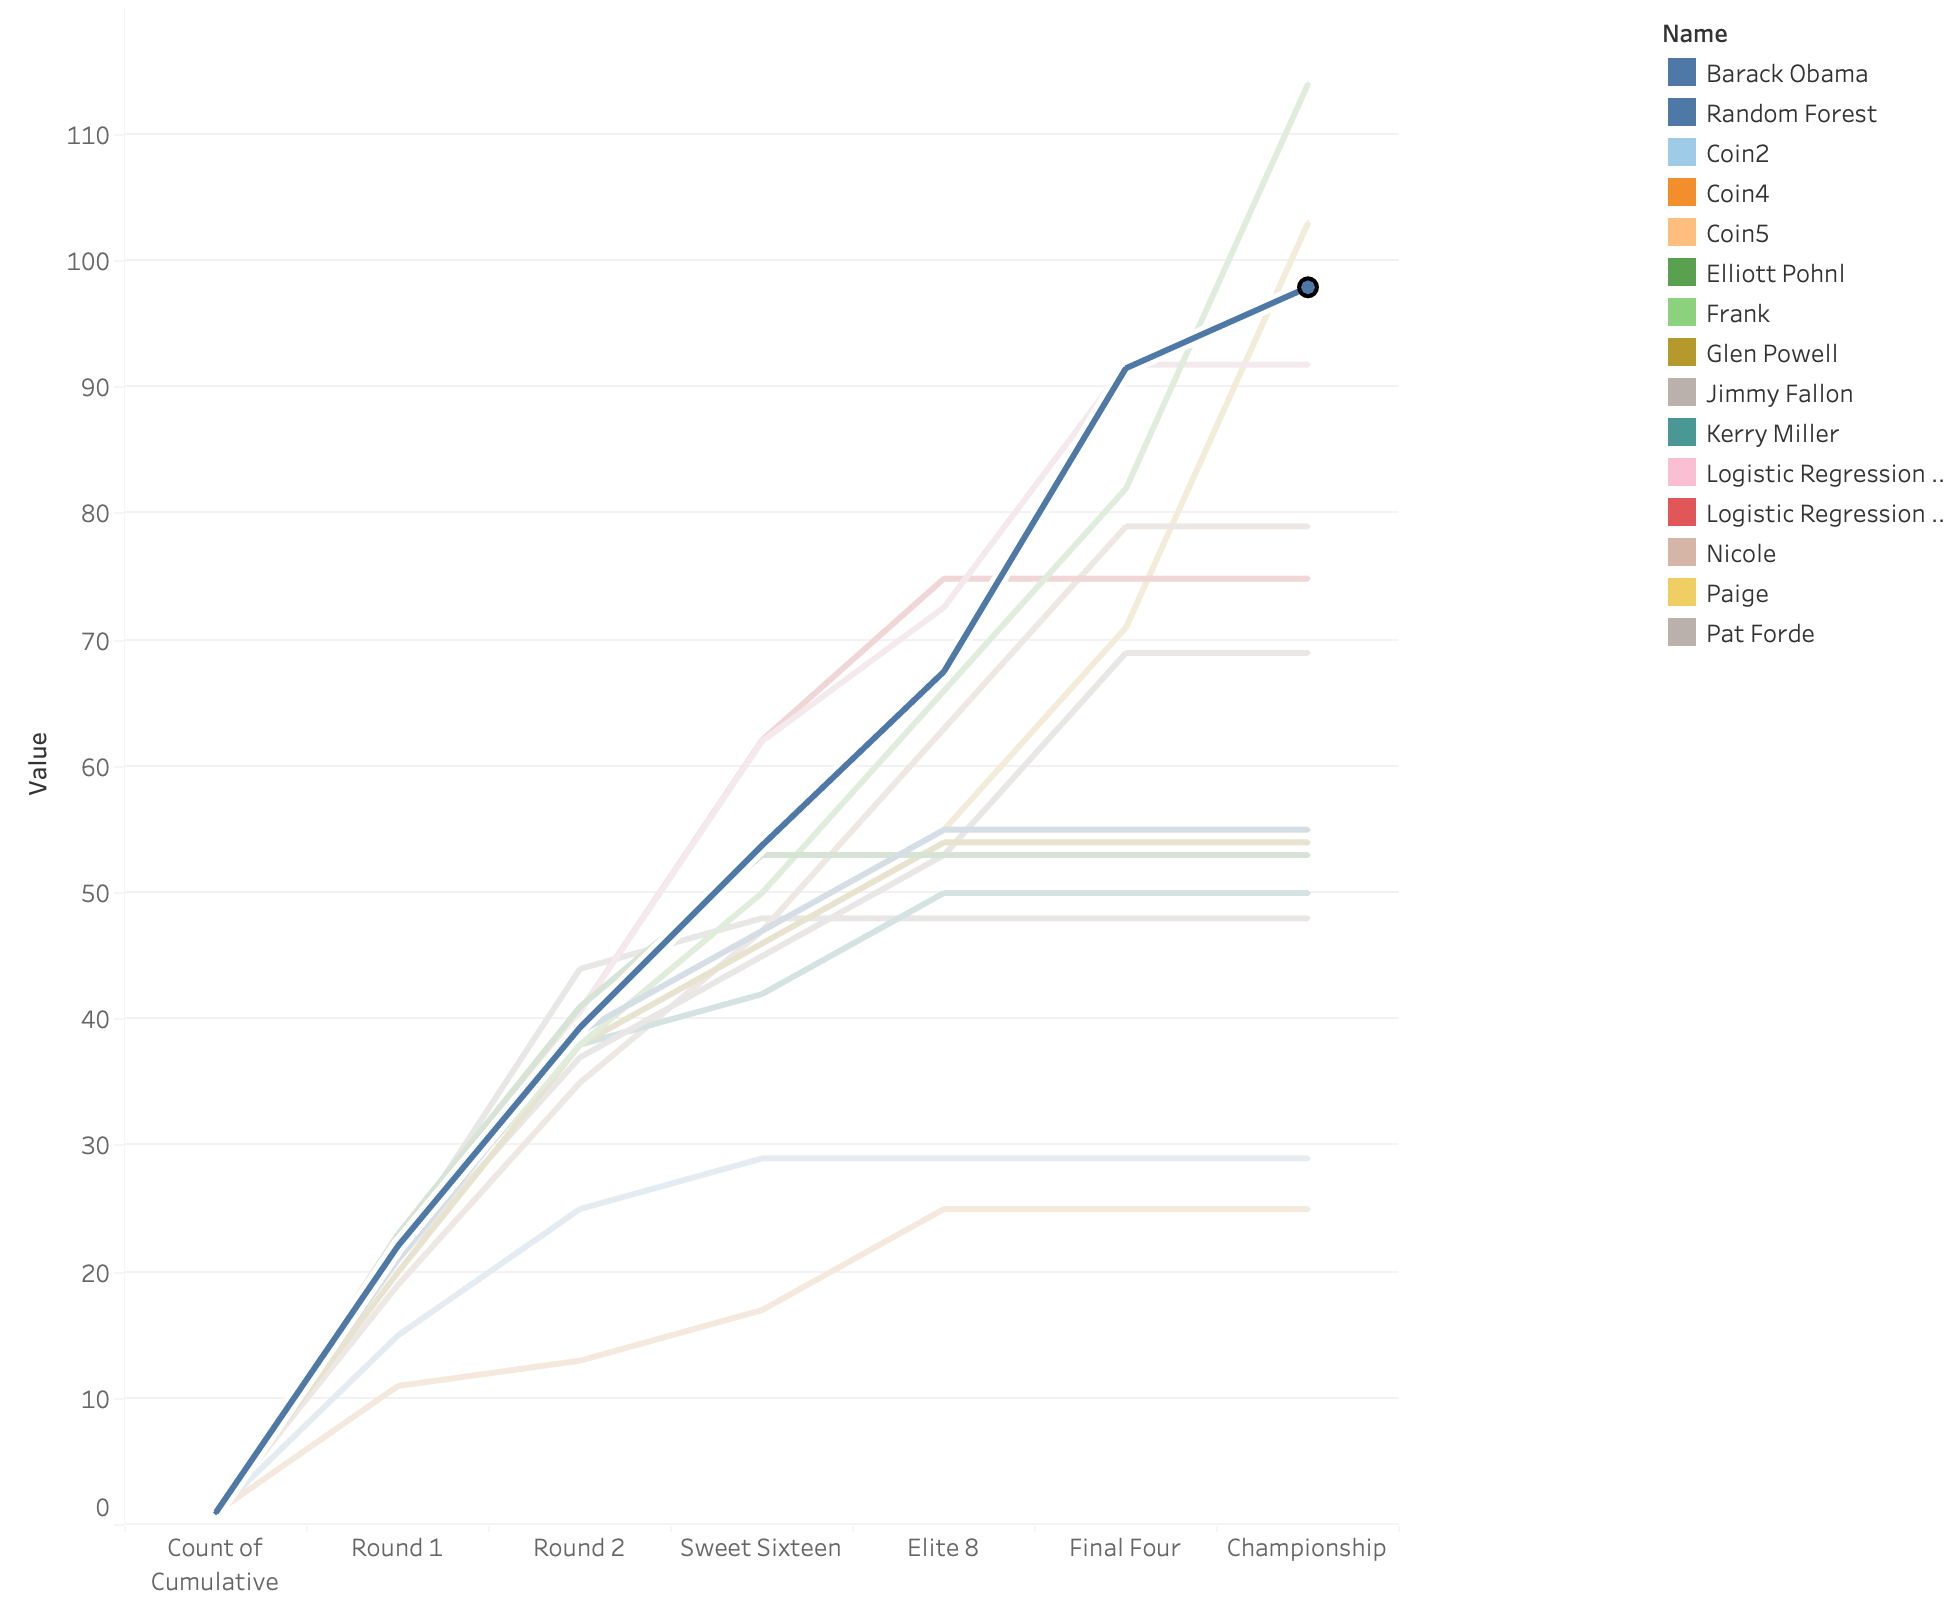 Name
Barack Obama
Random Forest
Coin2
Coin4
Coin5
Elliott Pohnl
Frank
Glen Powell
Jimmy Fallon
Kerry Miller
Logistic Regression ..
Logistic Regression ..
Nicole
Paige
Pat Forde
Value
110
100
90
80
70
60
50
40
30
20
10
0
Count of
Cumulative
Round 1
Round 2
Sweet Sixteen
Elite 8
Final Four
Championship